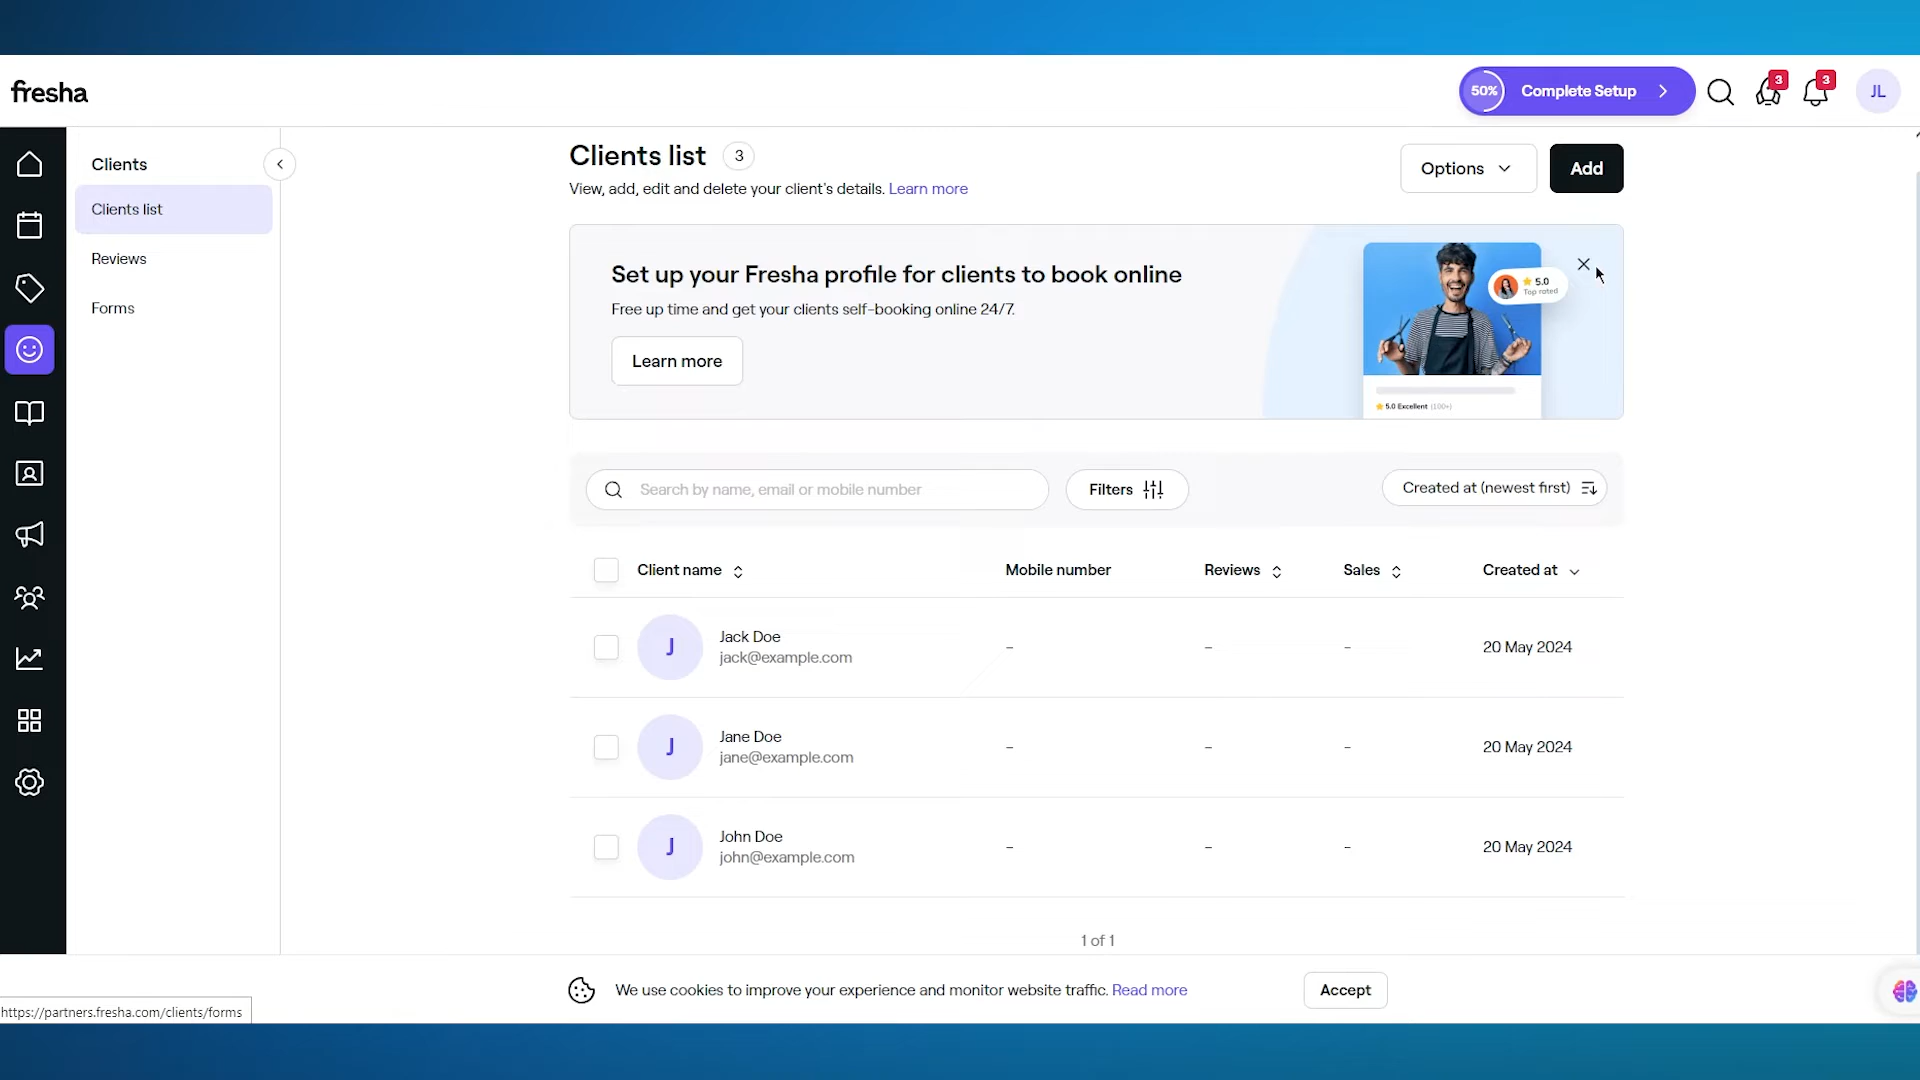 fresha
50%
Complete Setup
3
3
JL
Clients
Clients list
Reviews
Forms
Clients list
3
View, add, edit and delete your client's details. Learn more
Options
Add
Set up your Fresha profile for clients to book online
Free up time and get your clients self-booking online 24/7.
Learn more
5.0
Top rated
5.0 Excellent (100+)
Search by name, email or mobile number
Filters
Created at (newest first)
Client name
Mobile number
Reviews
Sales
Created at
J
Jack Doe
jack@example.com
-
-
-
20 May 2024
J
Jane Doe
jane@example.com
-
-
-
20 May 2024
J
John Doe
john@example.com
-
-
-
20 May 2024
1 of 1
We use cookies to improve your experience and monitor website traffic. Read more
Accept
https://partners.fresha.com/clients/forms